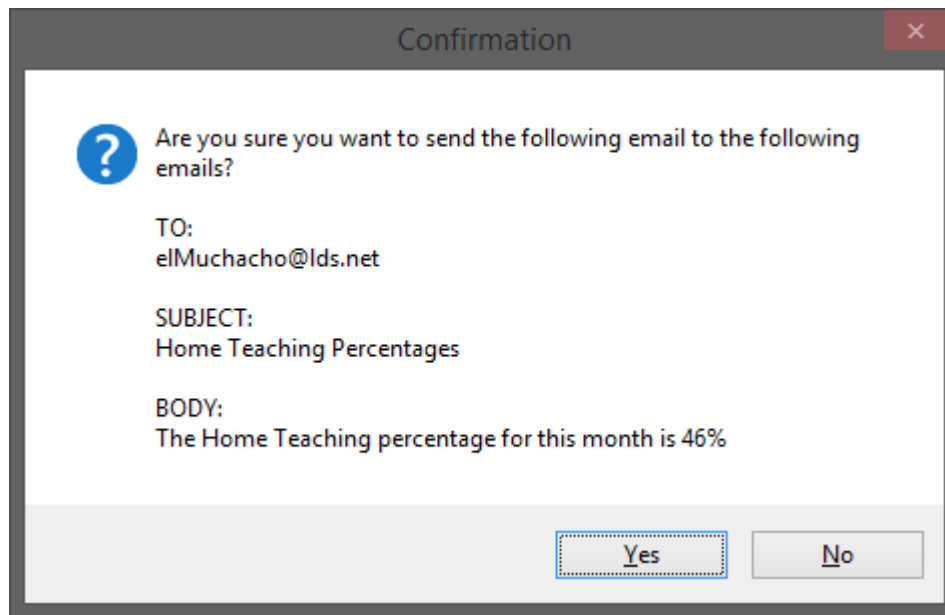 Confirmation
Are you sure you want to send the following email to the following
emails?
TO:
elMuchacho@lds.net
SUBJECT:
Home Teaching Percentages
BODY:
The Home Teaching percentage for this month is 46%
Yes
No